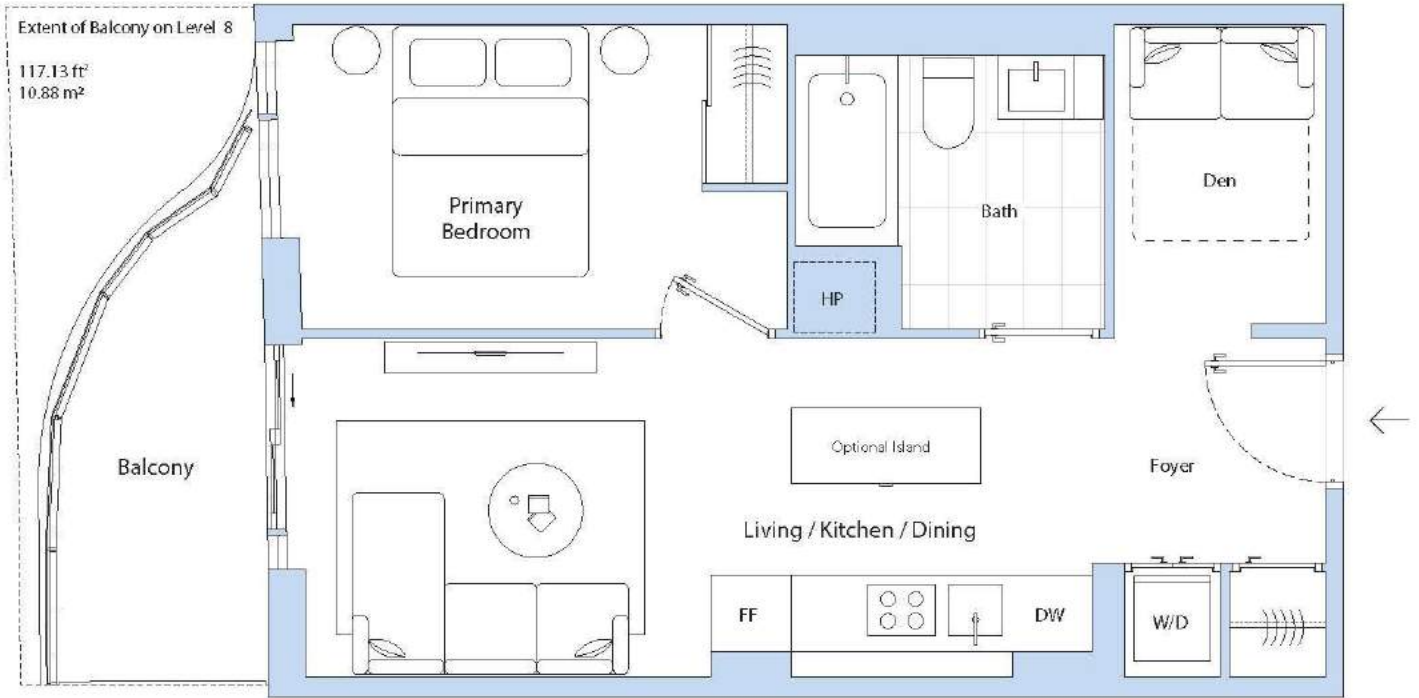 Extent of Balcony on Level 8
117.13 ft²
10.88 m²
Primary
Bedroom
Bath
Den
HP
Balcony
Optional Island
Foyer
Living / Kitchen / Dining
FF
DW
W/D